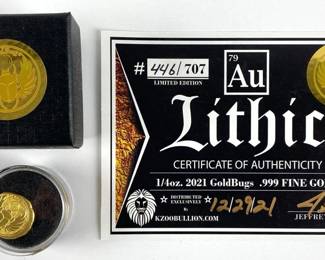 79
Au
# 446/707
LIMITED EDITION
Lithic
CERTIFICATE OF AUTHENTICITY
1/4oz. 2021 GoldBugs .999 FINE GO
DISTRIBUTED
EXCLUSIVELY
By
KZOOBULLION.COM
12/29/21
JEFFREY